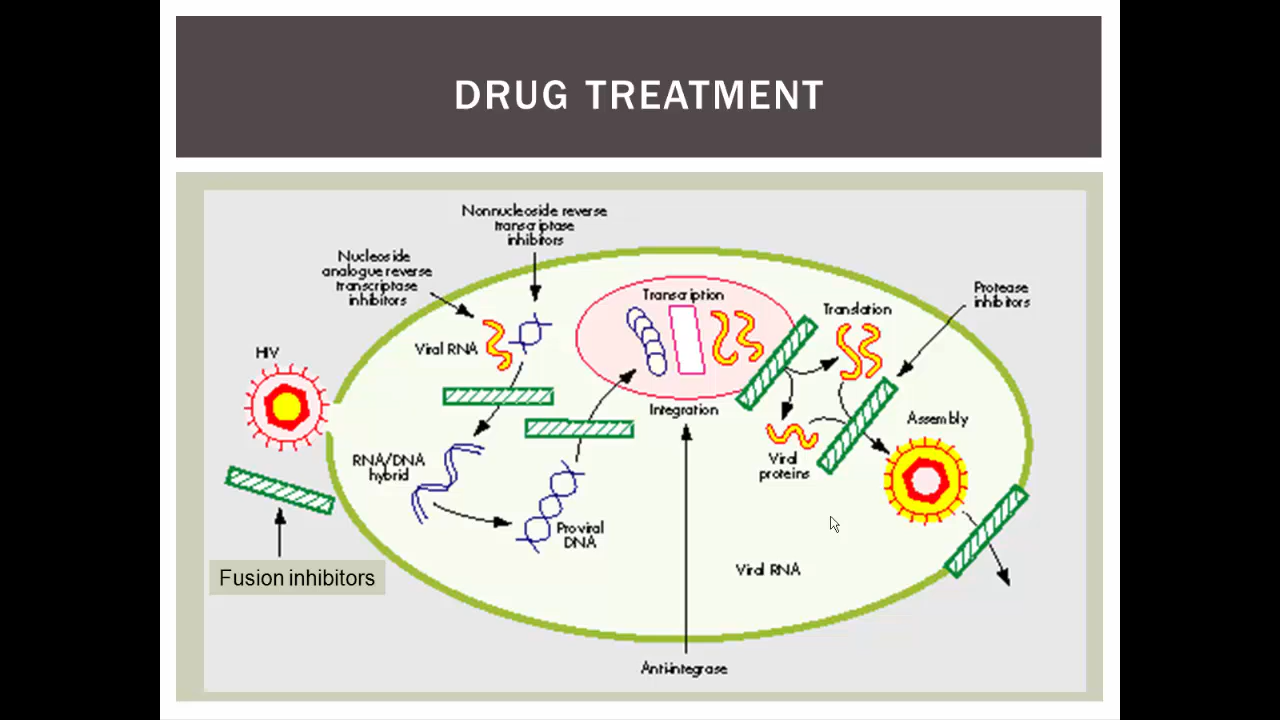 DRUG TREATMENT
Nonnucleoside reverse
transcriptase
inhibitors
Nucleoside
analogue reverse
transcriptase
inhibitors
Protease
inhibitors
Transcription
Translation
Viral RNA
HIV
Integration
Assembly
RNA/DNA
hybrid
Viral
proteins
Proviral
DNA
Fusion inhibitors
Viral RNA
Anti-integrase